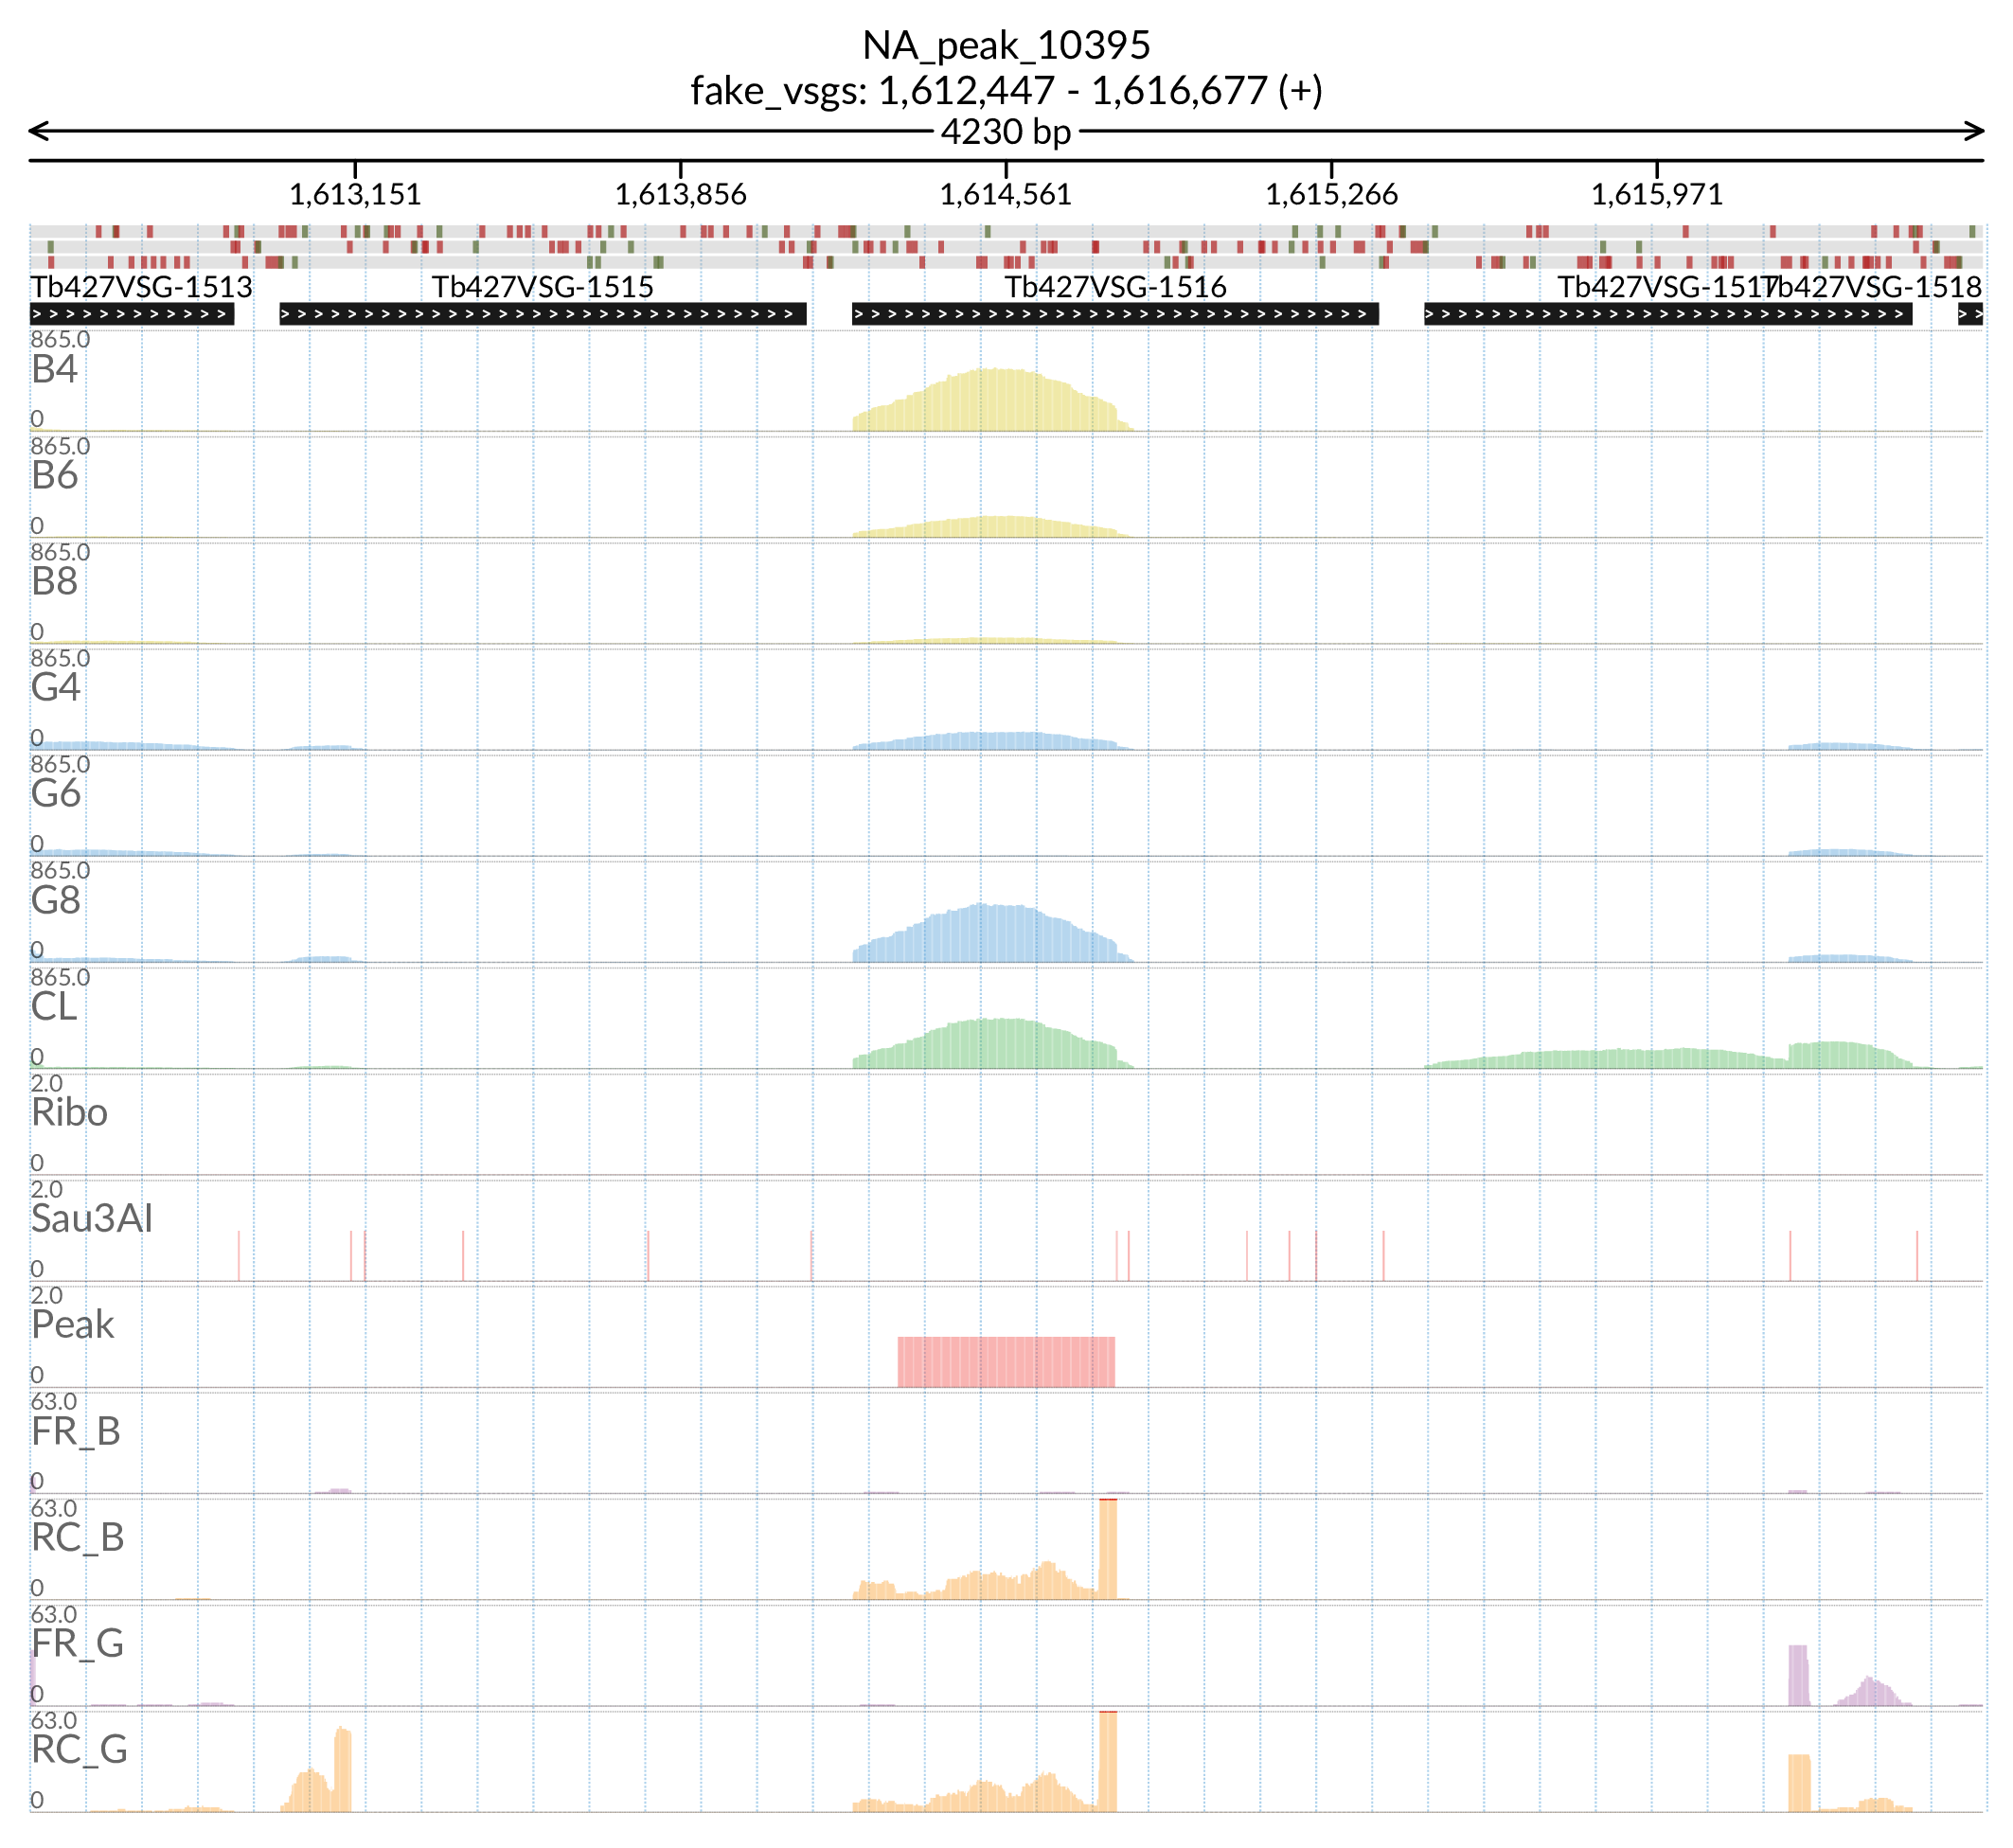 NA_peak_10395
fake_vsgs: 1,612,447 - 1,616,677 (+)
4230 bp
1,613,151 1,613,856 1,614,561 1,615,266 1,615,971
Tb427VSG-1513 Tb427VSG-1515 Tb427VSG-1516 Tb427VSG-1517 Tb427VSG-1518
865.0
B4
0
865.0
B6
0
865.0
B8
0
865.0
G4
0
865.0
G6
0
865.0
G8
0
865.0
CL
0
2.0
Ribo
0
2.0
Sau3AI
0
2.0
Peak
0
63.0
FR_B
0
63.0
RC_B
0
63.0
FR_G
0
63.0
RC_G
0